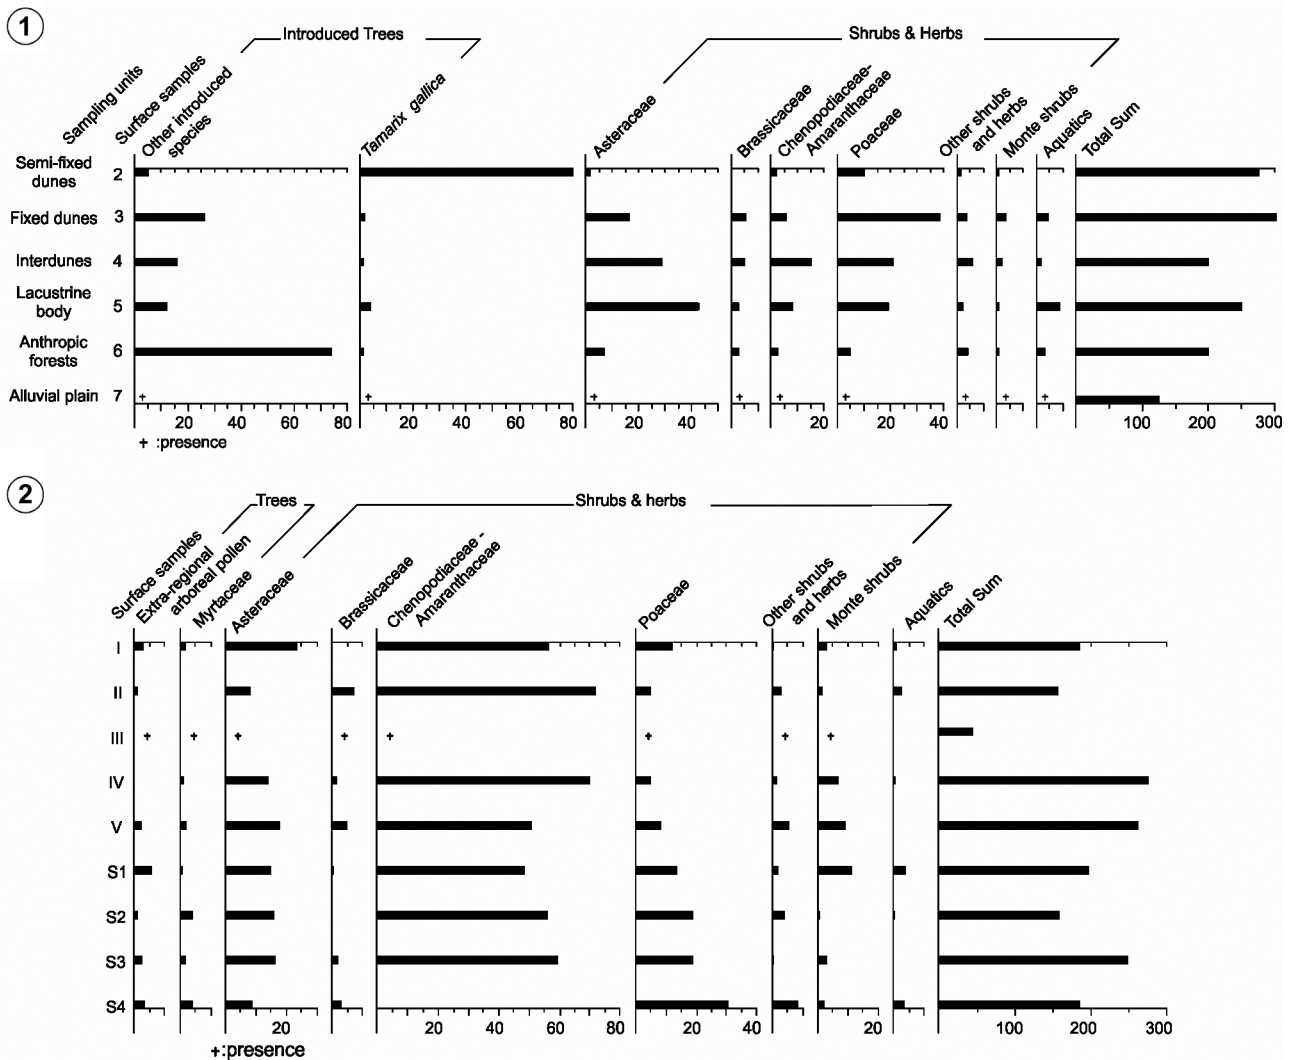 1
Introduced Trees
Shrubs & Herbs
Sampling units
Surface samples
Other introduced
species
Tamarix gallica
Asteraceae
Brassicaceae
Chenopodiaceae-
Amaranthaceae
Poaceae
Other shrubs
and herbs
Monte shrubs
Aquatics
Total Sum
Semi-fixed
dunes 2
Fixed dunes 3
Interdunes 4
Lacustrine
body 5
Anthropic
forests 6
Alluvial plain 7 + + + + + + + + +
20 40 60 80 20 40 60 80 20 40 20 20 40 100 200 300
+ :presence
2
Trees
Shrubs & herbs
Surface samples
Extra-regional
arboreal pollen
Myrtaceae
Asteraceae
Brassicaceae
Chenopodiaceae -
Amaranthaceae
Poaceae
Other shrubs
and herbs
Monte shrubs
Aquatics
Total Sum
I
II
III + + + + + + + +
IV
V
S1
S2
S3
S4
20 20 40 60 80 20 40 20 100 200 300
+:presence